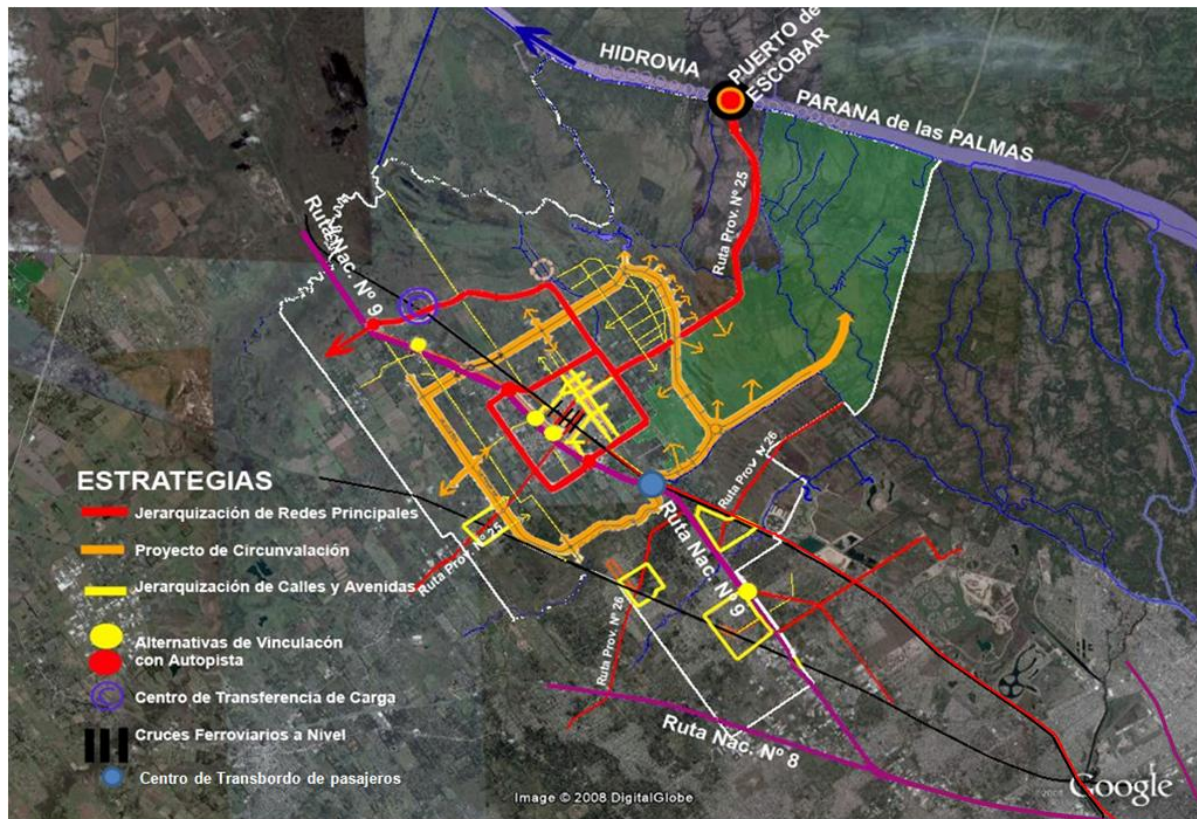 HIDROVIA
PUERTO de
ESCOBAR
PARANA de las PALMAS
Ruta Prov. Nº 25
Ruta Nac. Nº 9
Ruta Prov. Nº 26
Ruta Nac. Nº 9
Ruta Prov. Nº 25
Ruta Prov. Nº 26
Ruta Nac. Nº 8
ESTRATEGIAS
Jerarquización de Redes Principales
Proyecto de Circunvalación
Jerarquización de Calles y Avenidas
Alternativas de Vinculacón
con Autopista
C
Centro de Transferencia de Carga
Cruces Ferroviarios a Nivel
Centro de Transbordo de pasajeros
Image © 2008 DigitalGlobe
Google